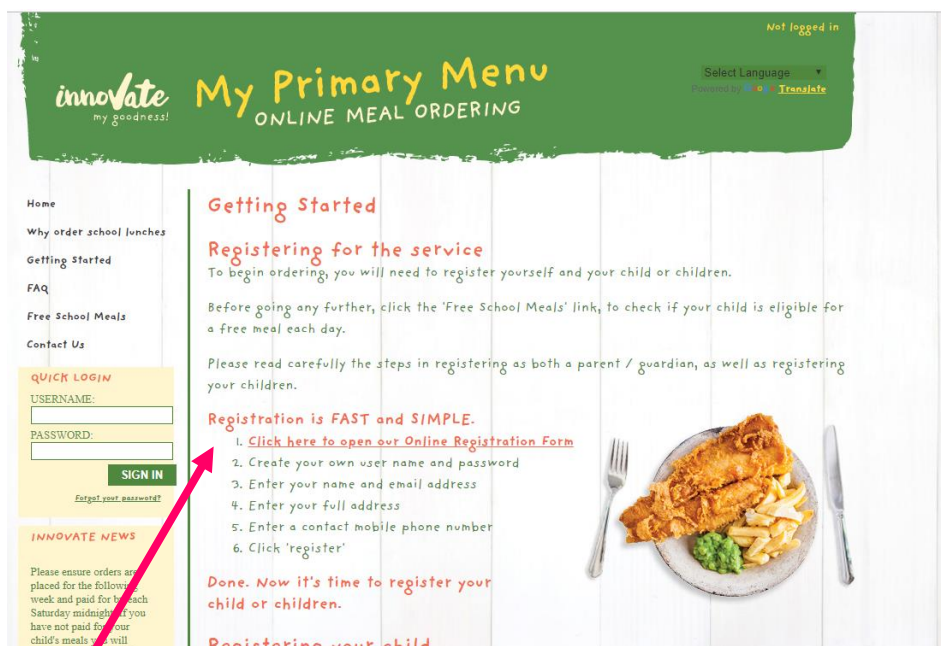 Not logged in
innovate
my goodness!
My Primary Menu
ONLINE MEAL ORDERING
Select Language
Powered by Google Translate
Home
Why order school lunches
Getting Started
FAQ
Free School Meals
Contact Us
QUICK LOGIN
USERNAME:
PASSWORD:
SIGN IN
Forgot your password?
INNOVATE NEWS
Please ensure orders are
placed for the following
week and paid for by each
Saturday midnight. If you
have not paid for your
child's meals you will
Getting Started
Registering for the service
To begin ordering, you will need to register yourself and your child or children.
Before going any further, click the 'Free School Meals' link, to check if your child is eligible for
a free meal each day.
Please read carefully the steps in registering as both a parent / guardian, as well as registering
your children.
Registration is FAST and SIMPLE.
1. Click here to open our Online Registration Form
2. Create your own user name and password
3. Enter your name and email address
4. Enter your full address
5. Enter a contact mobile phone number
6. Click 'register'
Done. Now it's time to register your
child or children.
Registering your child